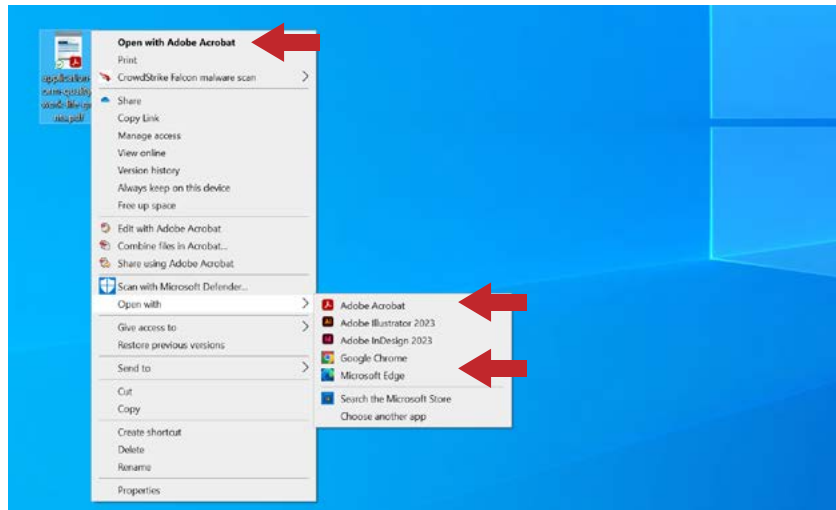 Open with Adobe Acrobat
Print
CrowdStrike Falcon malware scan
Share
Copy Link
Manage access
View online
Version history
Always keep on this device
Free up space
Edit with Adobe Acrobat
Combine files in Acrobat...
Share using Adobe Acrobat
Scan with Microsoft Defender...
Open with
Give access to
Restore previous versions
Send to
Cut
Copy
Create shortcut
Delete
Rename
Properties
Adobe Acrobat
Adobe Illustrator 2023
Adobe InDesign 2023
Google Chrome
Microsoft Edge
Search the Microsoft Store
Choose another app